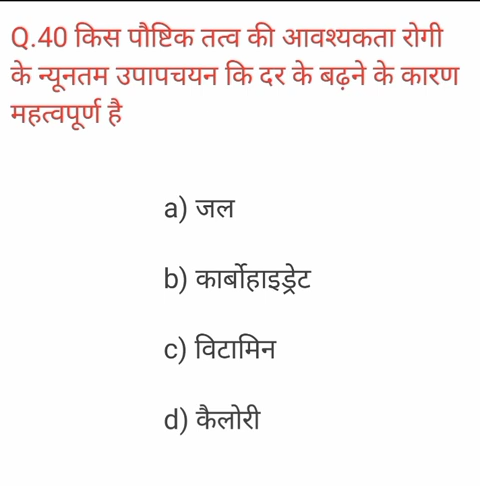 Q.40 किस पौष्टिक तत्व की आवश्यकता रोगी
के न्यूनतम उपापचयन कि दर के बढ़ने के कारण
महत्वपूर्ण है
a) जल
b) कार्बोहाइड्रेट
c) विटामिन
d) कैलोरी